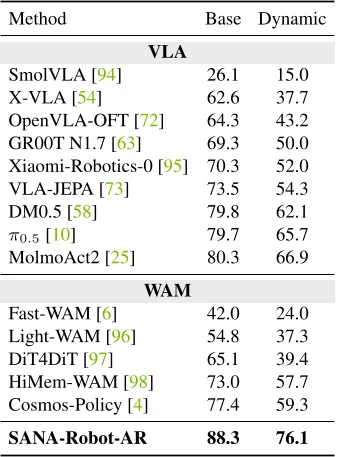 Method Base Dynamic
VLA
SmolVLA [94] 26.1 15.0
X-VLA [54] 62.6 37.7
OpenVLA-OFT [72] 64.3 43.2
GR00T N1.7 [63] 69.3 50.0
Xiaomi-Robotics-0 [95] 70.3 52.0
VLA-JEPA [73] 73.5 54.3
DM0.5 [58] 79.8 62.1
π0.5 [10] 79.7 65.7
MolmoAct2 [25] 80.3 66.9
WAM
Fast-WAM [6] 42.0 24.0
Light-WAM [96] 54.8 37.3
DiT4DiT [97] 65.1 39.4
HiMem-WAM [98] 73.0 57.7
Cosmos-Policy [4] 77.4 59.3
SANA-Robot-AR 88.3 76.1